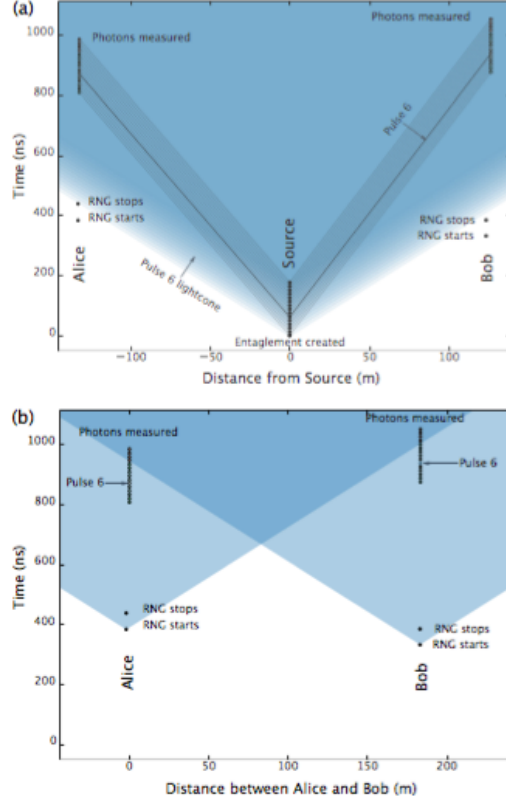 (a)
1000
800
600
400
200
0
Time (ns)
Photons measured
Photons measured
Pulse 6
RNG stops
RNG starts
RNG stops
RNG starts
Alice
Source
Bob
Pulse 6 lightcone
Entaglement created
−100
−50
0
50
100
Distance from Source (m)
(b)
1000
800
600
400
200
0
Time (ns)
Photons measured
Photons measured
Pulse 6
Pulse 6
RNG stops
RNG starts
RNG stops
RNG starts
Alice
Bob
0
50
100
150
200
Distance between Alice and Bob (m)